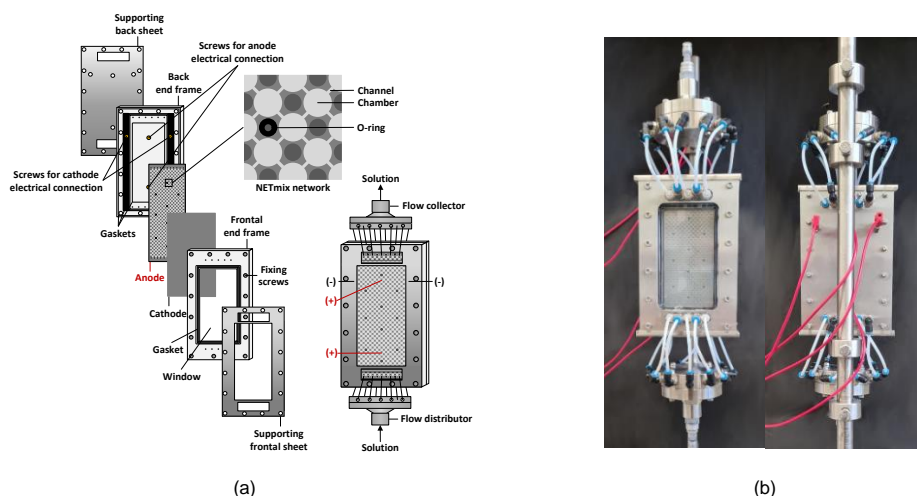 Supporting
back sheet
Screws for anode
electrical connection
Back
end frame
Channel
Chamber
O-ring
NETmix network
Screws for cathode
electrical connection
Gaskets
Anode
Cathode
Frontal
end frame
Fixing
screws
Gasket
Window
Supporting
frontal sheet
Solution
Flow collector
(-)
(-)
(+)
(+)
Flow distributor
Solution
(a)
(b)